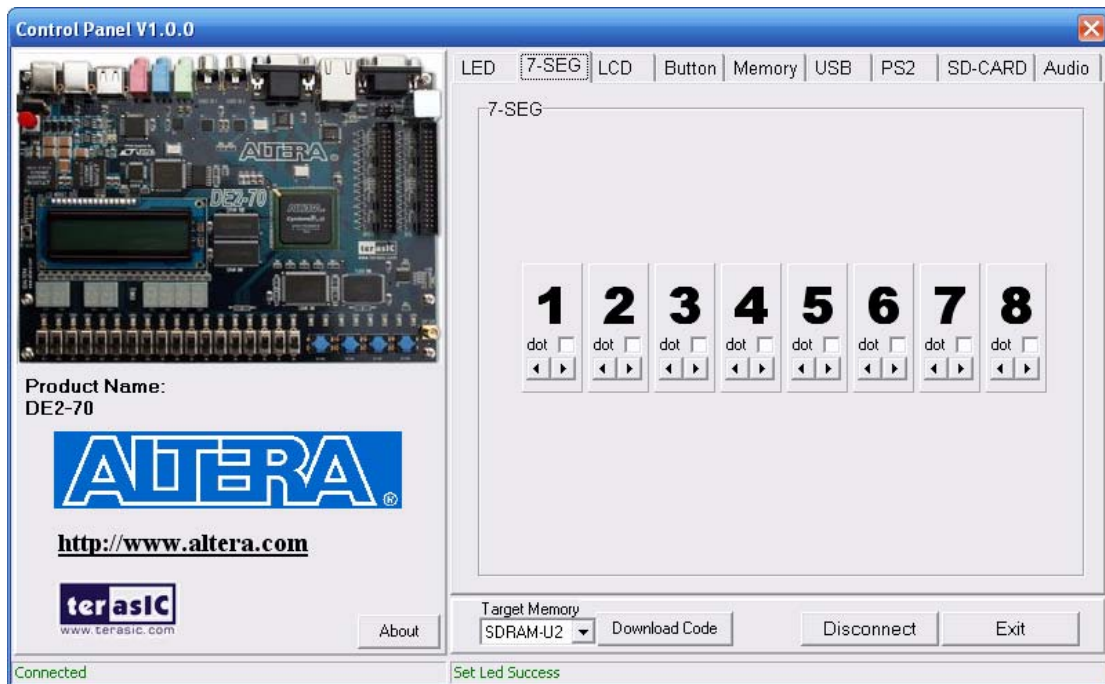 Control Panel V1.0.0
LED 7-SEG LCD Button Memory USB PS2 SD-CARD Audio
7-SEG
1 2 3 4 5 6 7 8
dot dot dot dot dot dot dot dot
ALTERA
DE2-70
ALTERA
terasIC
Product Name:
DE2-70
ALTERA®
http://www.altera.com
terasIC
www.terasic.com
About
Target Memory
SDRAM-U2
Download Code
Disconnect
Exit
Connected
Set Led Success